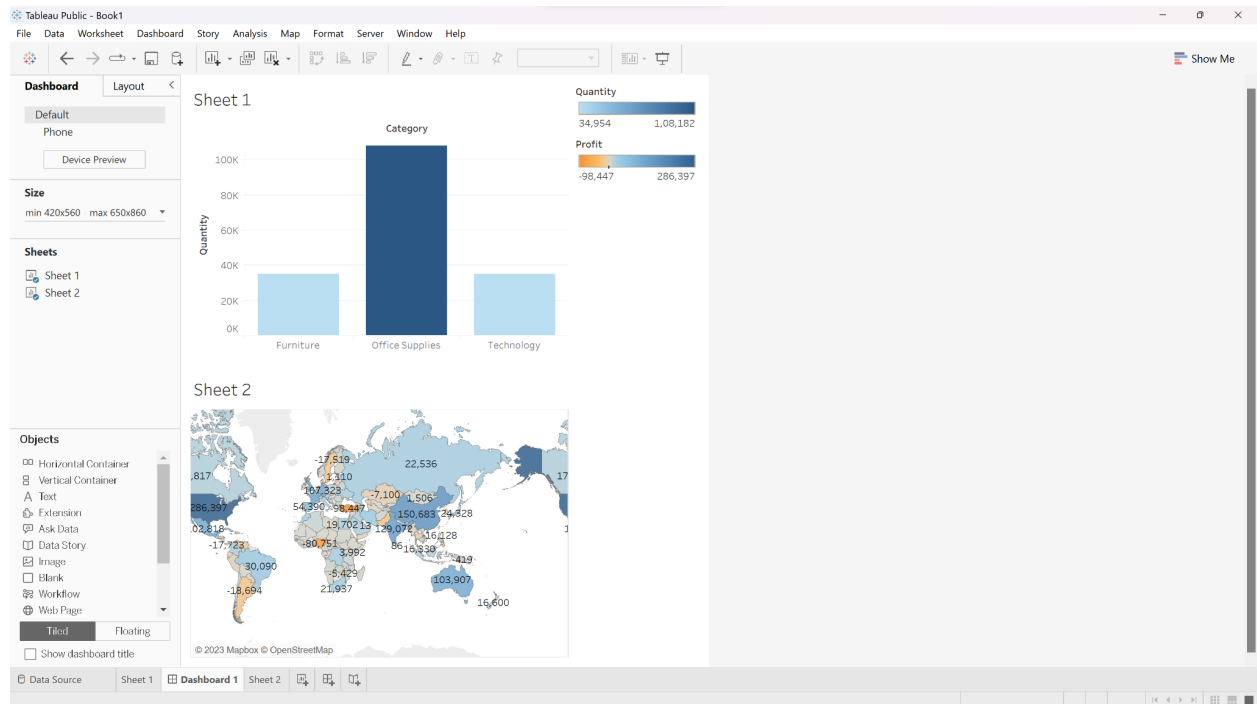 Tableau Public - Book1
File Data Worksheet Dashboard Story Analysis Map Format Server Window Help
Show Me
Dashboard Layout
Default
Phone
Device Preview
Size
min 420x560 max 650x860
Sheets
Sheet 1
Sheet 2
Objects
Horizontal Container
Vertical Container
Text
Extension
Ask Data
Data Story
Image
Blank
Workflow
Web Page
Tiled Floating
Show dashboard title
Sheet 1
Category
Quantity
100K
80K
60K
40K
20K
0K
Furniture Office Supplies Technology
Quantity
34,954 1,08,182
Profit
-98,447 286,397
Sheet 2
-17,519
22,536
,817
1,110
17
107,323
-7,100
1,506
286,397
54,390
-98,447
150,683
24,328
19,702
13
129,072
02,818
-16,128
-17,723
-80,751
3,992
86
16,330
-419
30,090
-5,429
103,907
-18,694
21,937
16,600
© 2023 Mapbox © OpenStreetMap
Data Source Sheet 1 Dashboard 1 Sheet 2